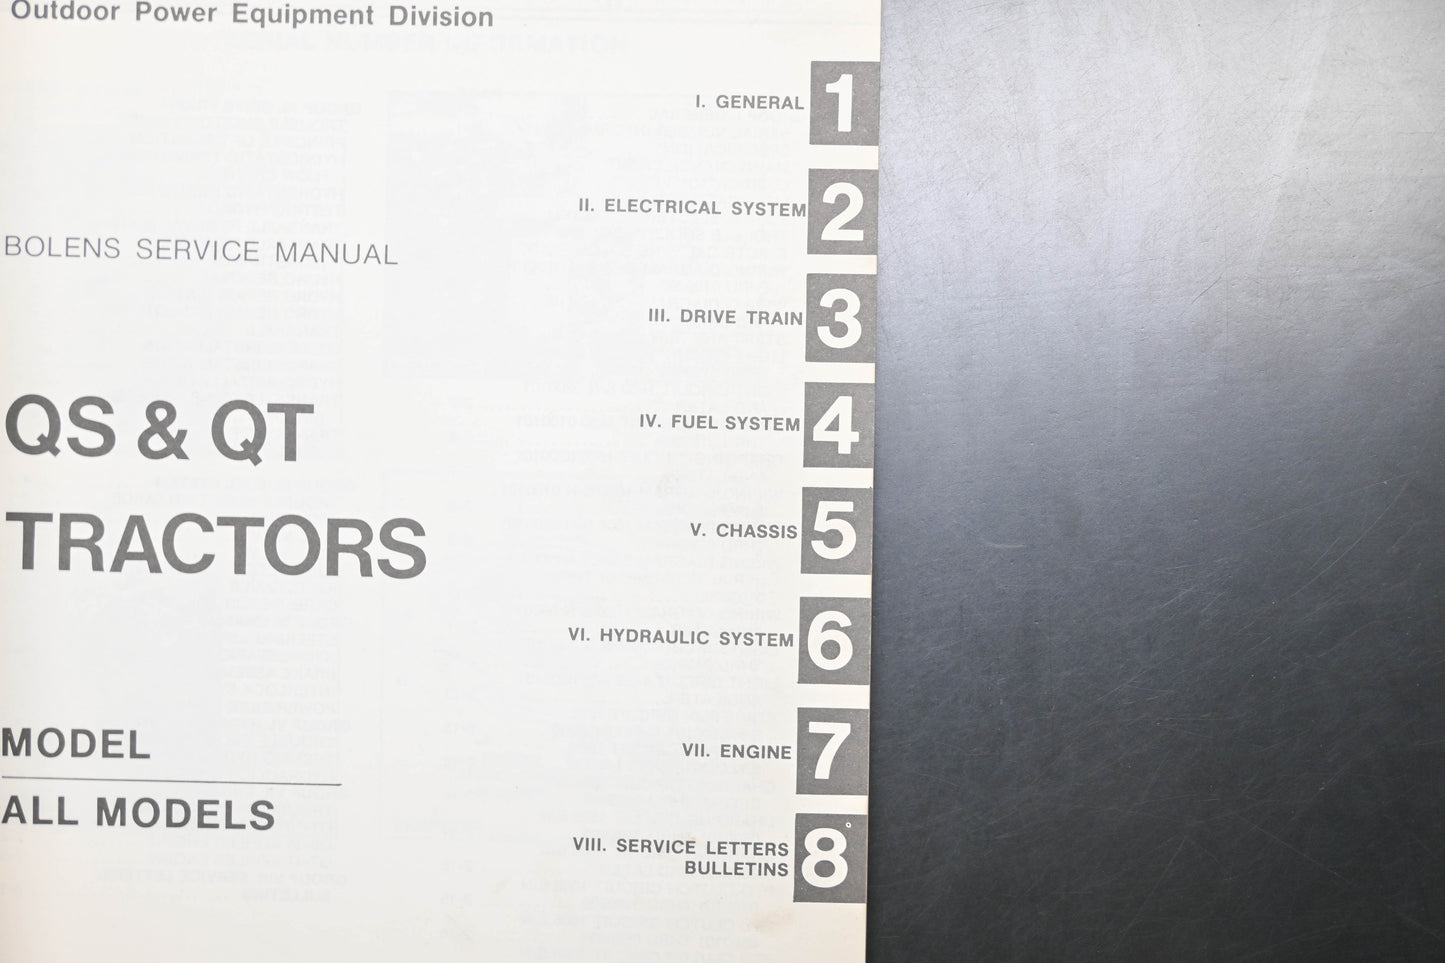 Outdoor Power Equipment Division
I. GENERAL 1
II. ELECTRICAL SYSTEM 2
BOLENS SERVICE MANUAL
III. DRIVE TRAIN 3
QS & QT
IV. FUEL SYSTEM 4
TRACTORS
V. CHASSIS 5
VI. HYDRAULIC SYSTEM 6
MODEL
VII. ENGINE 7
ALL MODELS
VIII. SERVICE LETTERS 8
BULLETINS